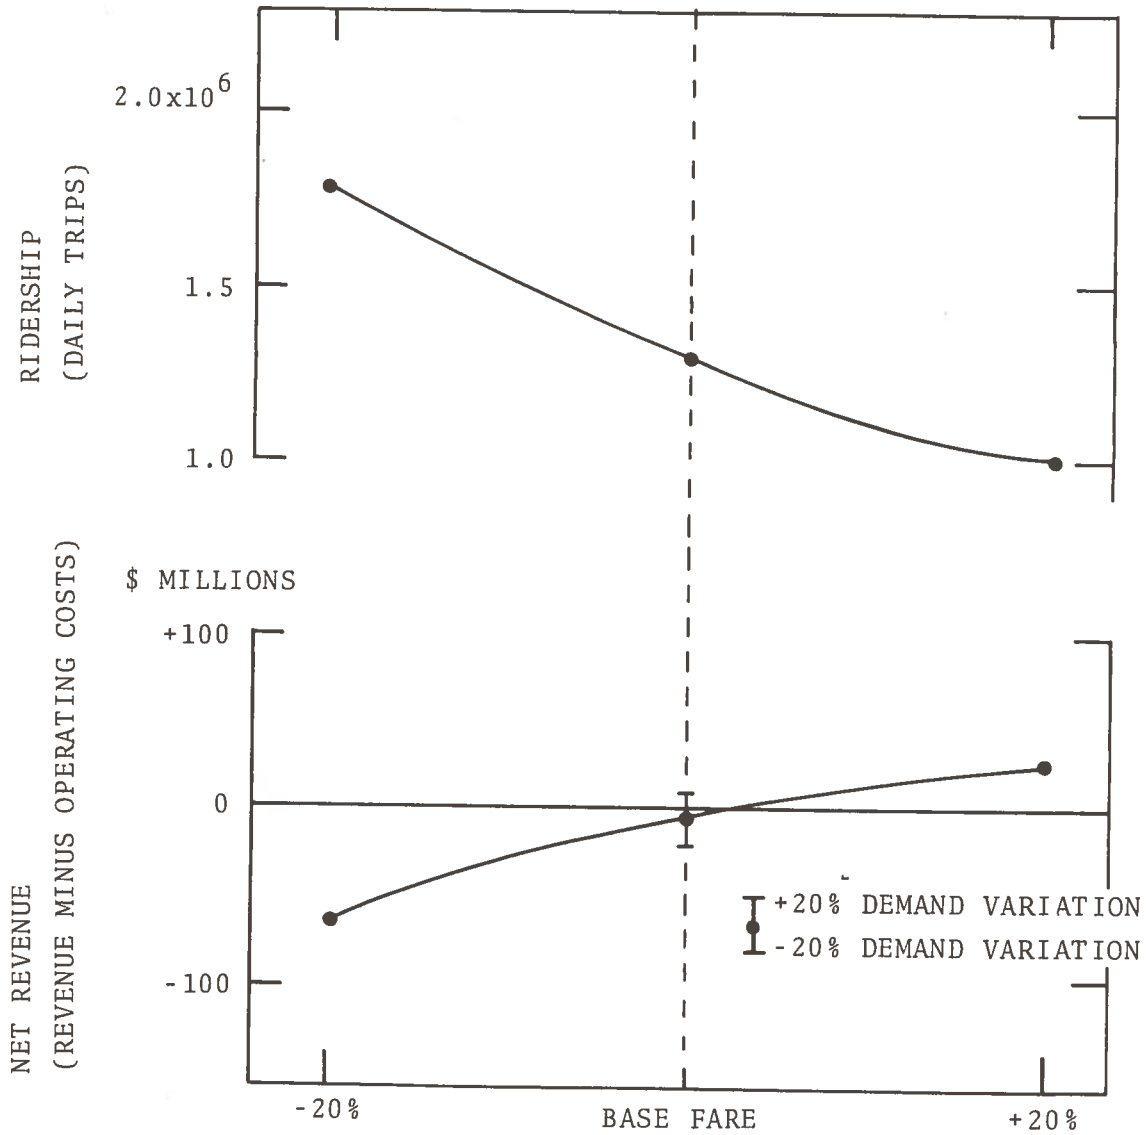 2.0x10^6
RIDERSHIP
(DAILY TRIPS)
1.5
1.0
$ MILLIONS
+100
NET REVENUE
(REVENUE MINUS OPERATING COSTS)
0
+20% DEMAND VARIATION
-20% DEMAND VARIATION
-100
-20%
BASE FARE
+20%